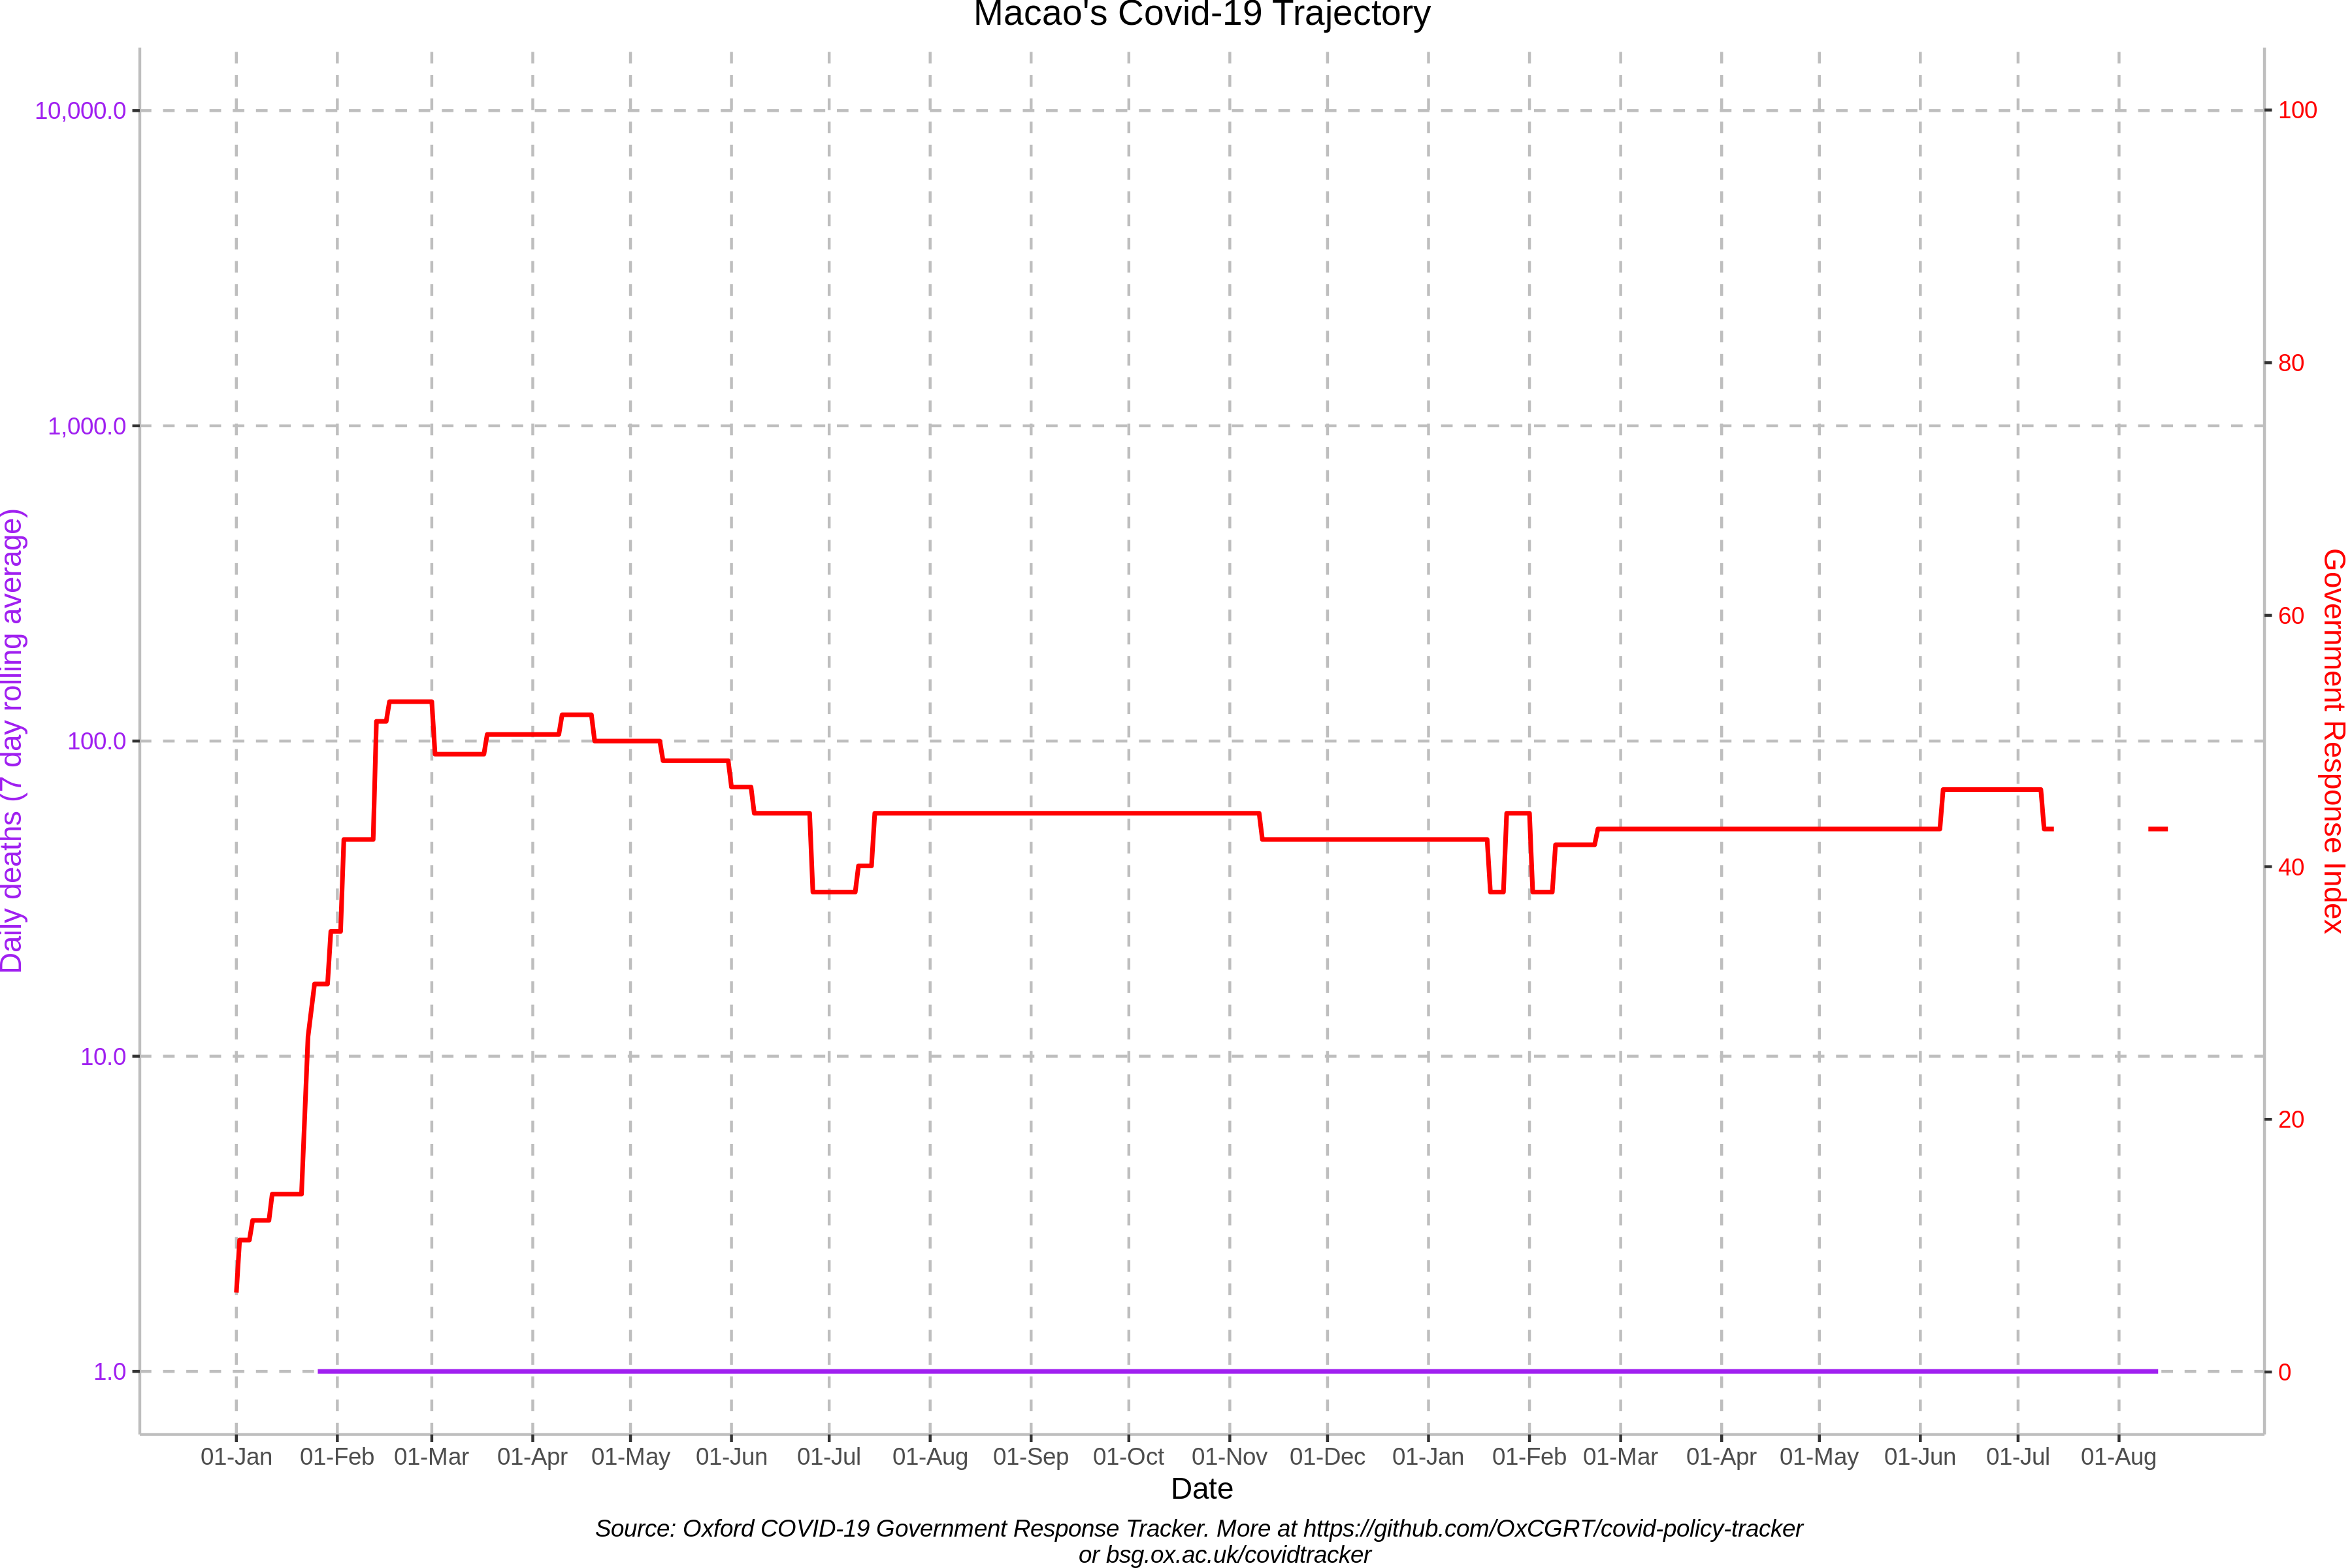 Macao's Covid-19 Trajectory
10,000.0
1,000.0
100.0
10.0
1.0
Daily deaths (7 day rolling average)
100
80
60
40
20
0
Government Response Index
01-Jan 01-Feb 01-Mar 01-Apr 01-May 01-Jun 01-Jul 01-Aug 01-Sep 01-Oct 01-Nov 01-Dec 01-Jan 01-Feb 01-Mar 01-Apr 01-May 01-Jun 01-Jul 01-Aug
Date
Source: Oxford COVID-19 Government Response Tracker. More at https://github.com/OxCGRT/covid-policy-tracker
or bsg.ox.ac.uk/covidtracker